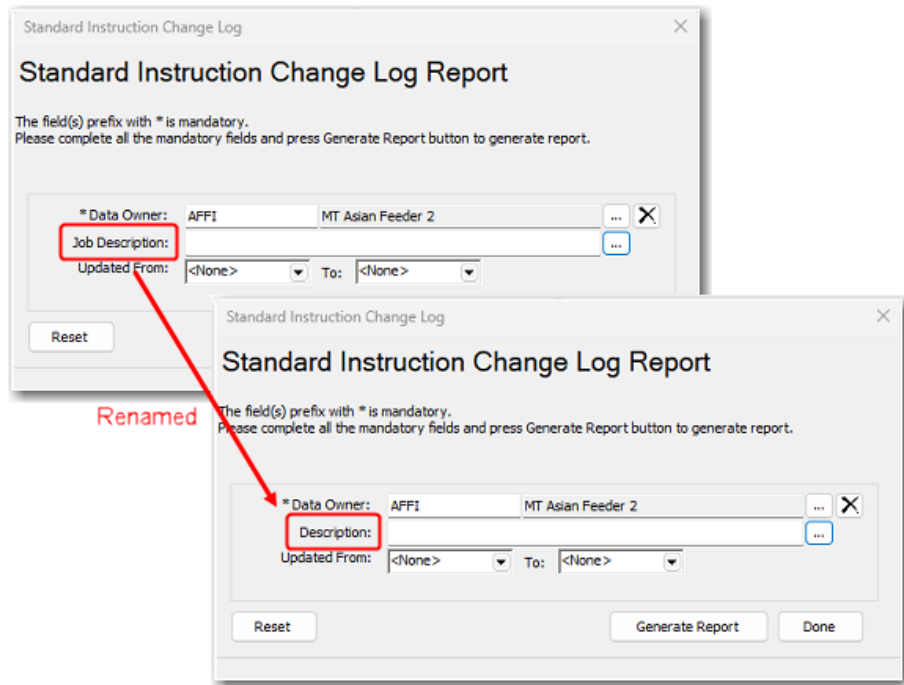 Standard Instruction Change Log
Standard Instruction Change Log Report
The field(s) prefix with * is mandatory.
Please complete all the mandatory fields and press Generate Report button to generate report.
* Data Owner: AFFI MT Asian Feeder 2 ...
Job Description: ...
Updated From: <None> To: <None>
Reset
Renamed
Standard Instruction Change Log
Standard Instruction Change Log Report
The field(s) prefix with * is mandatory.
Please complete all the mandatory fields and press Generate Report button to generate report.
* Data Owner: AFFI MT Asian Feeder 2 ...
Description: ...
Updated From: <None> To: <None>
Reset Generate Report Done